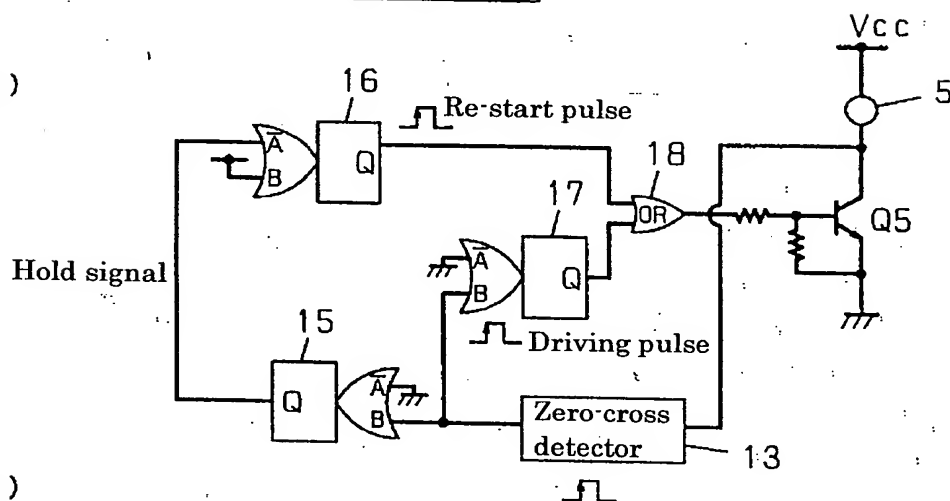 Vcc
)
16
5
Re-start pulse
A̅
B
Q
18
17
OR
Q5
A̅
B
Q
Hold signal
15
Driving pulse
Q
A̅
B
Zero-cross
detector
13
)